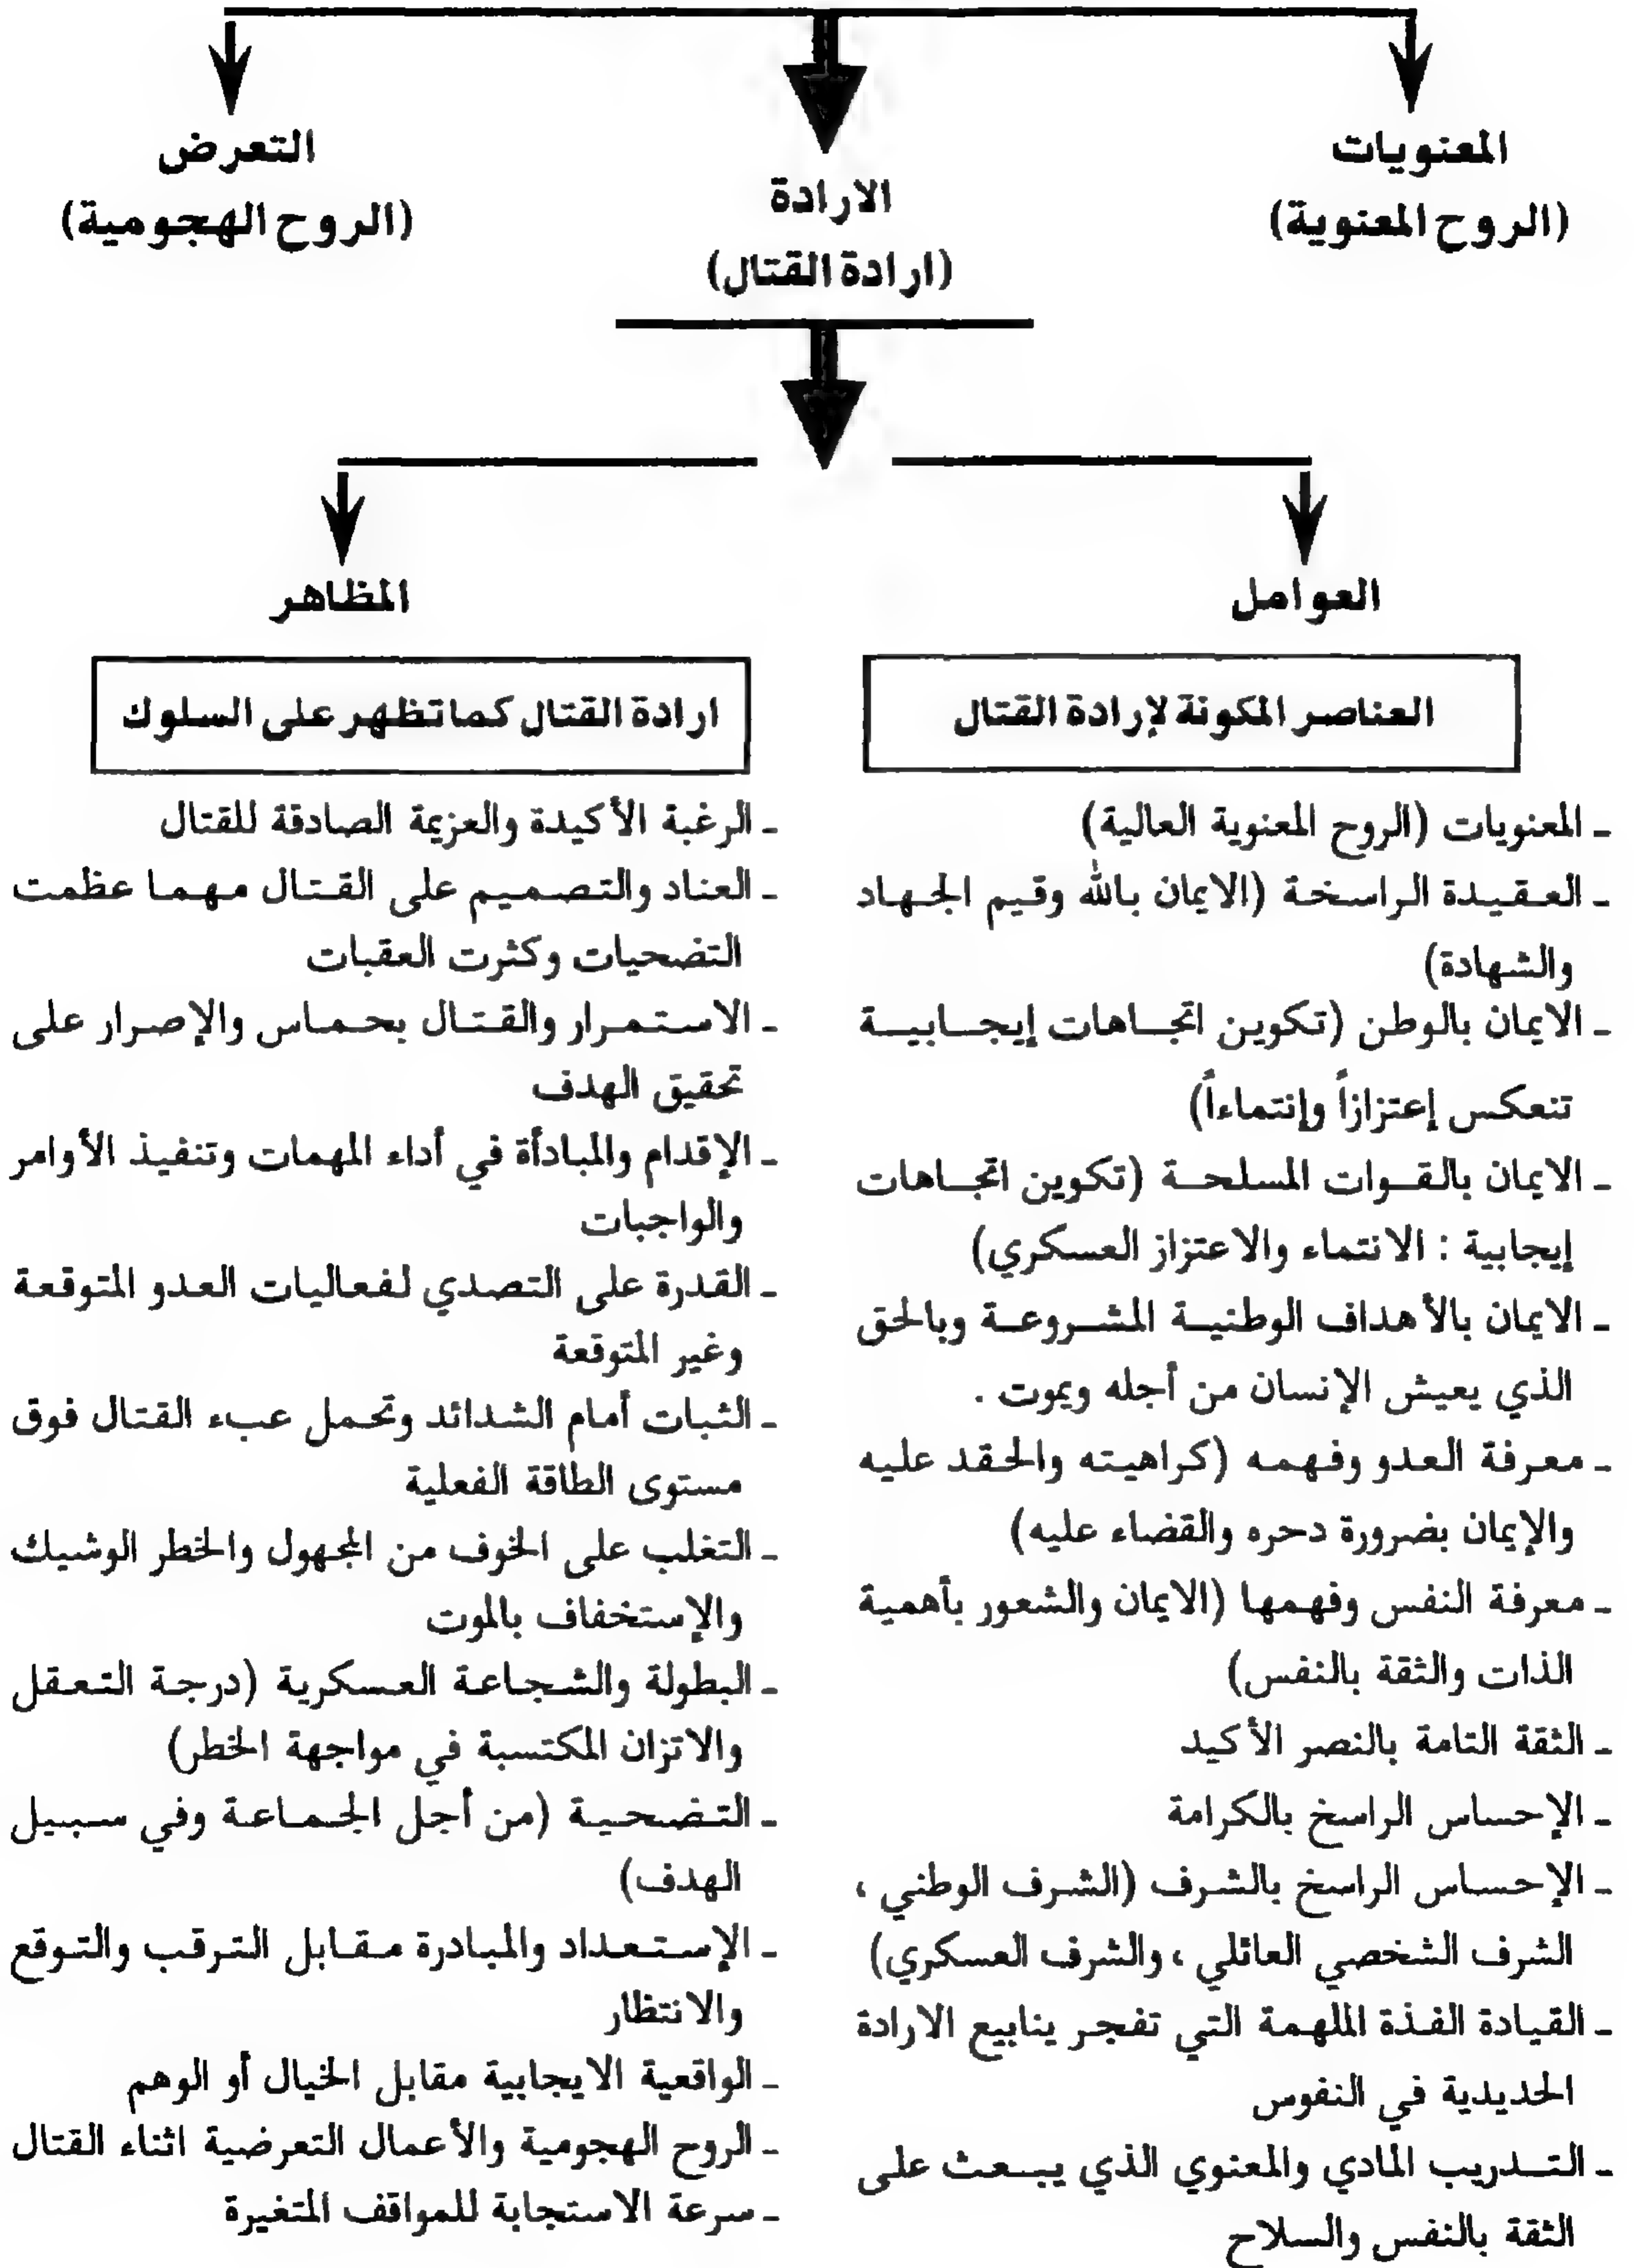 المعنويات
(الروح المعنوية)
الارادة
(ارادة القتال)
التعرض
(الروح الهجومية)
العوامل
العناصر المكونة لإرادة القتال
ـ المعنويات (الروح المعنوية العالية)
ـ العقيدة الراسخة (الايمان بالله وقيم الجهاد
والشهادة)
ـ الايمان بالوطن (تكوين اتجاهات إيجابية
تنعكس إعتزازاً وإنتماءاً)
ـ الايمان بالقوات المسلحة (تكوين اتجاهات
إيجابية : الانتماء والاعتزاز العسكري)
ـ الايمان بالأهداف الوطنية المشروعة وبالحق
الذي يعيش الإنسان من أجله ويموت .
ـ معرفة العدو وفهمه (كراهيته والحقد عليه
والإيمان بضرورة دحره والقضاء عليه)
ـ معرفة النفس وفهمها (الايمان والشعور بأهمية
الذات والثقة بالنفس)
ـ الثقة التامة بالنصر الأكيد
ـ الإحساس الراسخ بالكرامة
ـ الإحساس الراسخ بالشرف (الشرف الوطني ،
الشرف الشخصي العائلي ، والشرف العسكري)
ـ القيادة الفذة الملهمة التي تفجر ينابيع الارادة
الحديدية في النفوس
ـ التدريب المادي والمعنوي الذي يبعث على
الثقة بالنفس والسلاح
المظاهر
ارادة القتال كما تظهر على السلوك
ـ الرغبة الأكيدة والعزيمة الصادقة للقتال
ـ العناد والتصميم على القتال مهما عظمت
التضحيات وكثرت العقبات
ـ الاستمرار والقتال بحماس والإصرار على
تحقيق الهدف
ـ الإقدام والمبادأة في أداء المهمات وتنفيذ الأوامر
والواجبات
ـ القدرة على التصدي لفعاليات العدو المتوقعة
وغير المتوقعة
ـ الثبات أمام الشدائد وتحمل عبء القتال فوق
مستوى الطاقة الفعلية
ـ التغلب على الخوف من المجهول والخطر الوشيك
والإستخفاف بالموت
ـ البطولة والشجاعة العسكرية (درجة التعقل
والاتزان المكتسبة في مواجهة الخطر)
ـ التضحية (من أجل الجماعة وفي سبيل
الهدف)
ـ الإستعداد والمبادرة مقابل الترقب والتوقع
والانتظار
ـ الواقعية الايجابية مقابل الخيال أو الوهم
ـ الروح الهجومية والأعمال التعرضية اثناء القتال
ـ سرعة الاستجابة للمواقف المتغيرة